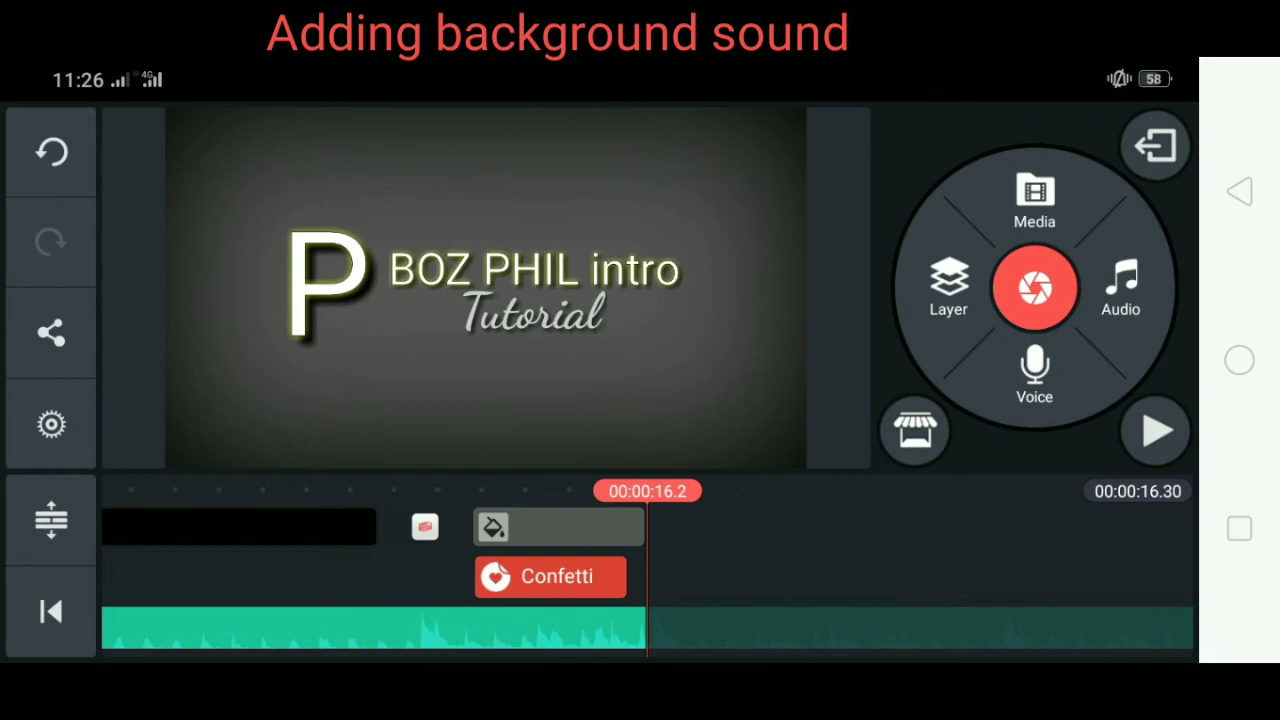 Adding background sound
11:26 4G
58
Media
P BOZ PHIL intro
Tutorial
Layer
Audio
Voice
00:00:16.2
00:00:16.30
Confetti